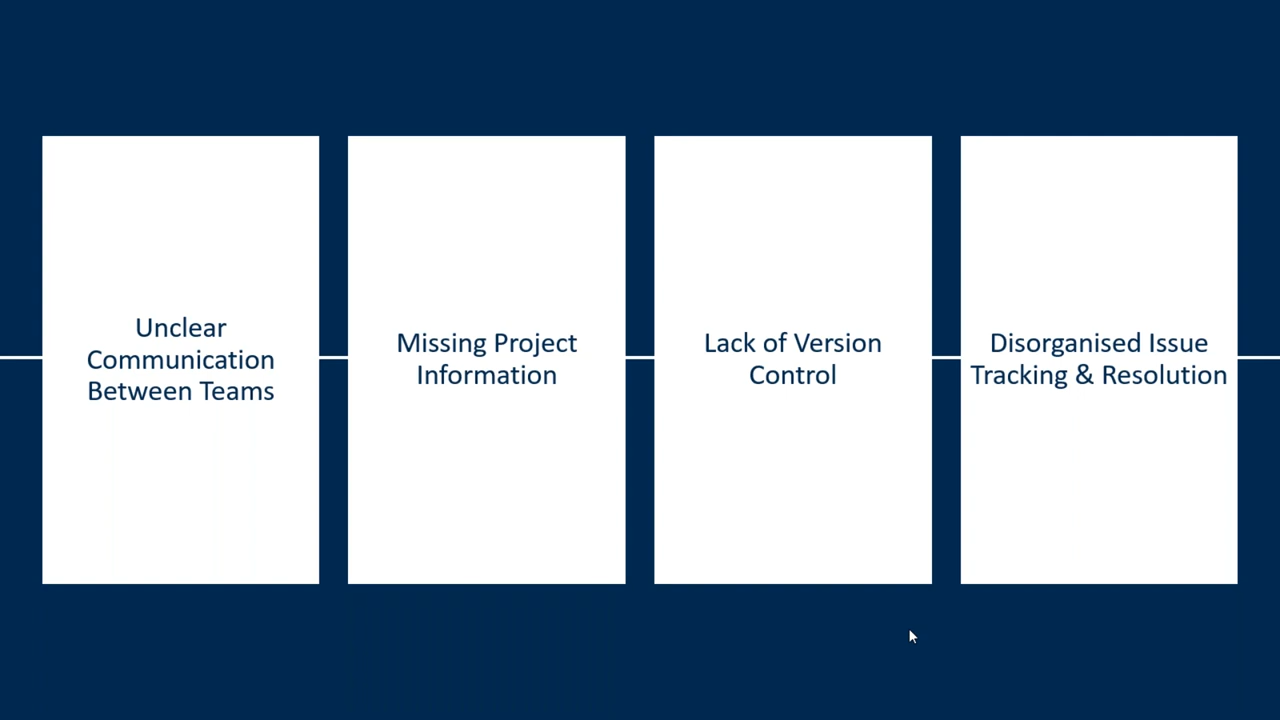 Unclear
Communication
Between Teams
Missing Project
Information
Lack of Version
Control
Disorganised Issue
Tracking & Resolution